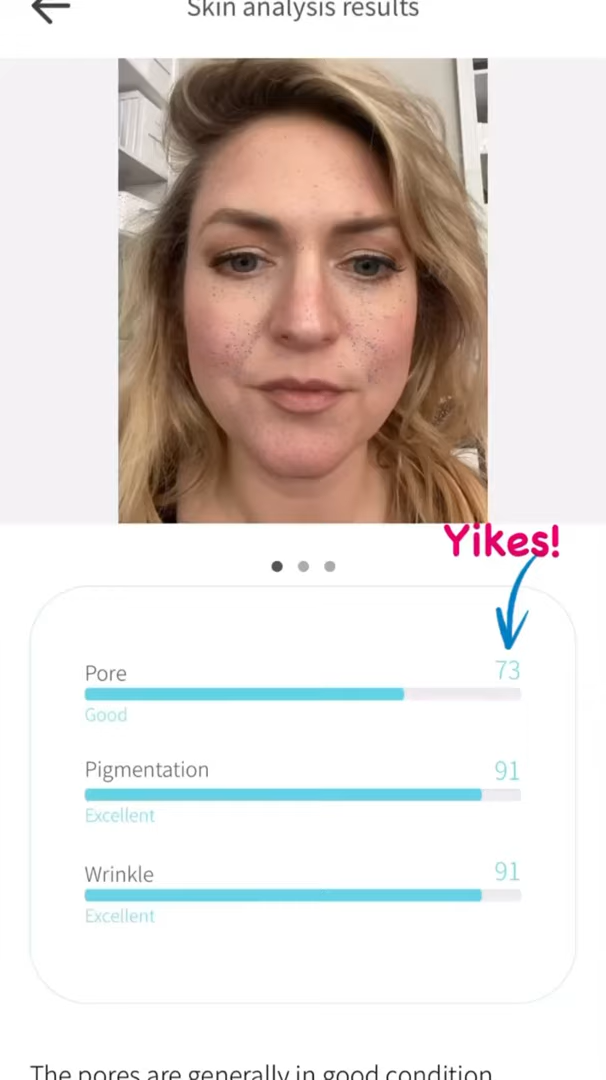 Skin analysis results
Yikes!
Pore 73
Good
Pigmentation 91
Excellent
Wrinkle 91
Excellent
The pores are generally in good condition